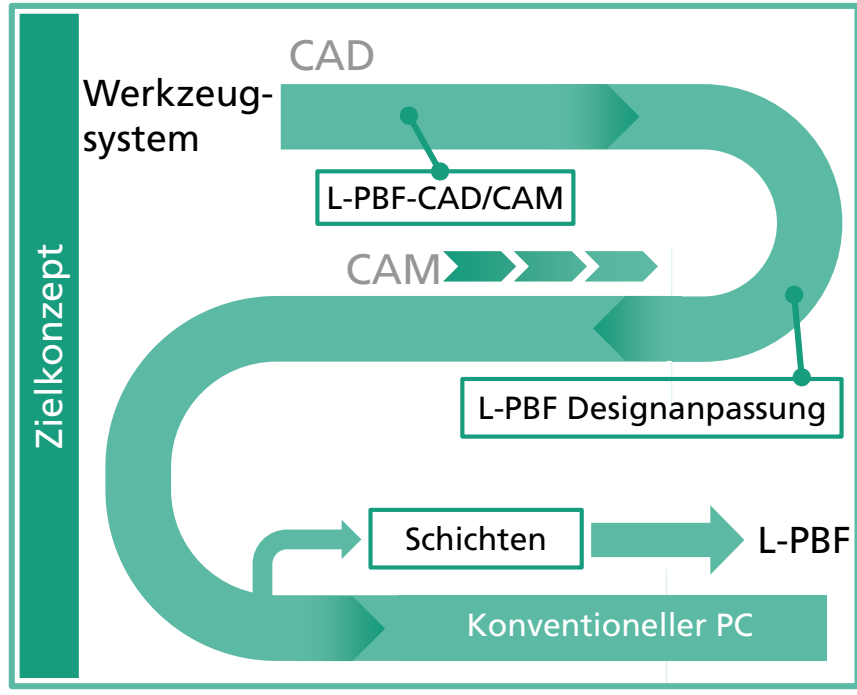 Zielkonzept
CAD
Werkzeug-
system
L-PBF-CAD/CAM
CAM
L-PBF Designanpassung
Schichten
L-PBF
Konventioneller PC